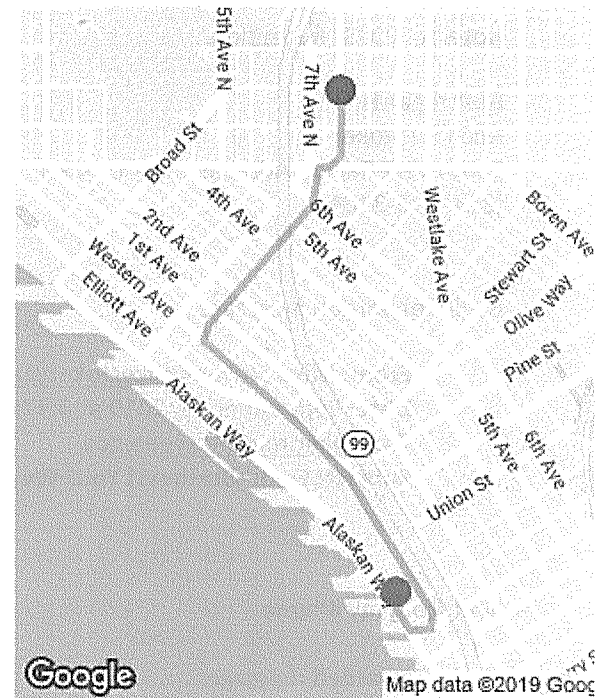 5th Ave N
7th Ave N
Broad St
4th Ave
6th Ave
5th Ave
2nd Ave
1st Ave
Western Ave
Elliott Ave
Westlake Ave
Boren Ave
Stewart St
Olive Way
Pine St
Alaskan Way
99
5th Ave
6th Ave
Union St
Alaskan Way
Google
Map data ©2019 Goog